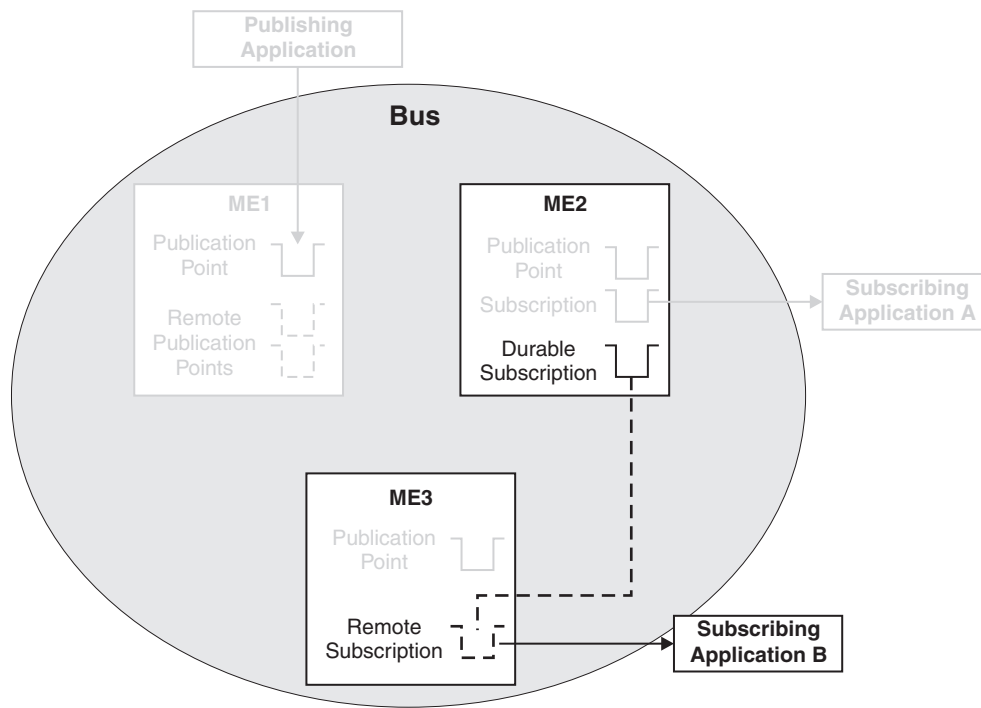 Publishing
Application
Bus
ME1
Publication
Point
Remote
Publication
Points
ME2
Publication
Point
Subscription
Durable
Subscription
Subscribing
Application A
ME3
Publication
Point
Remote
Subscription
Subscribing
Application B